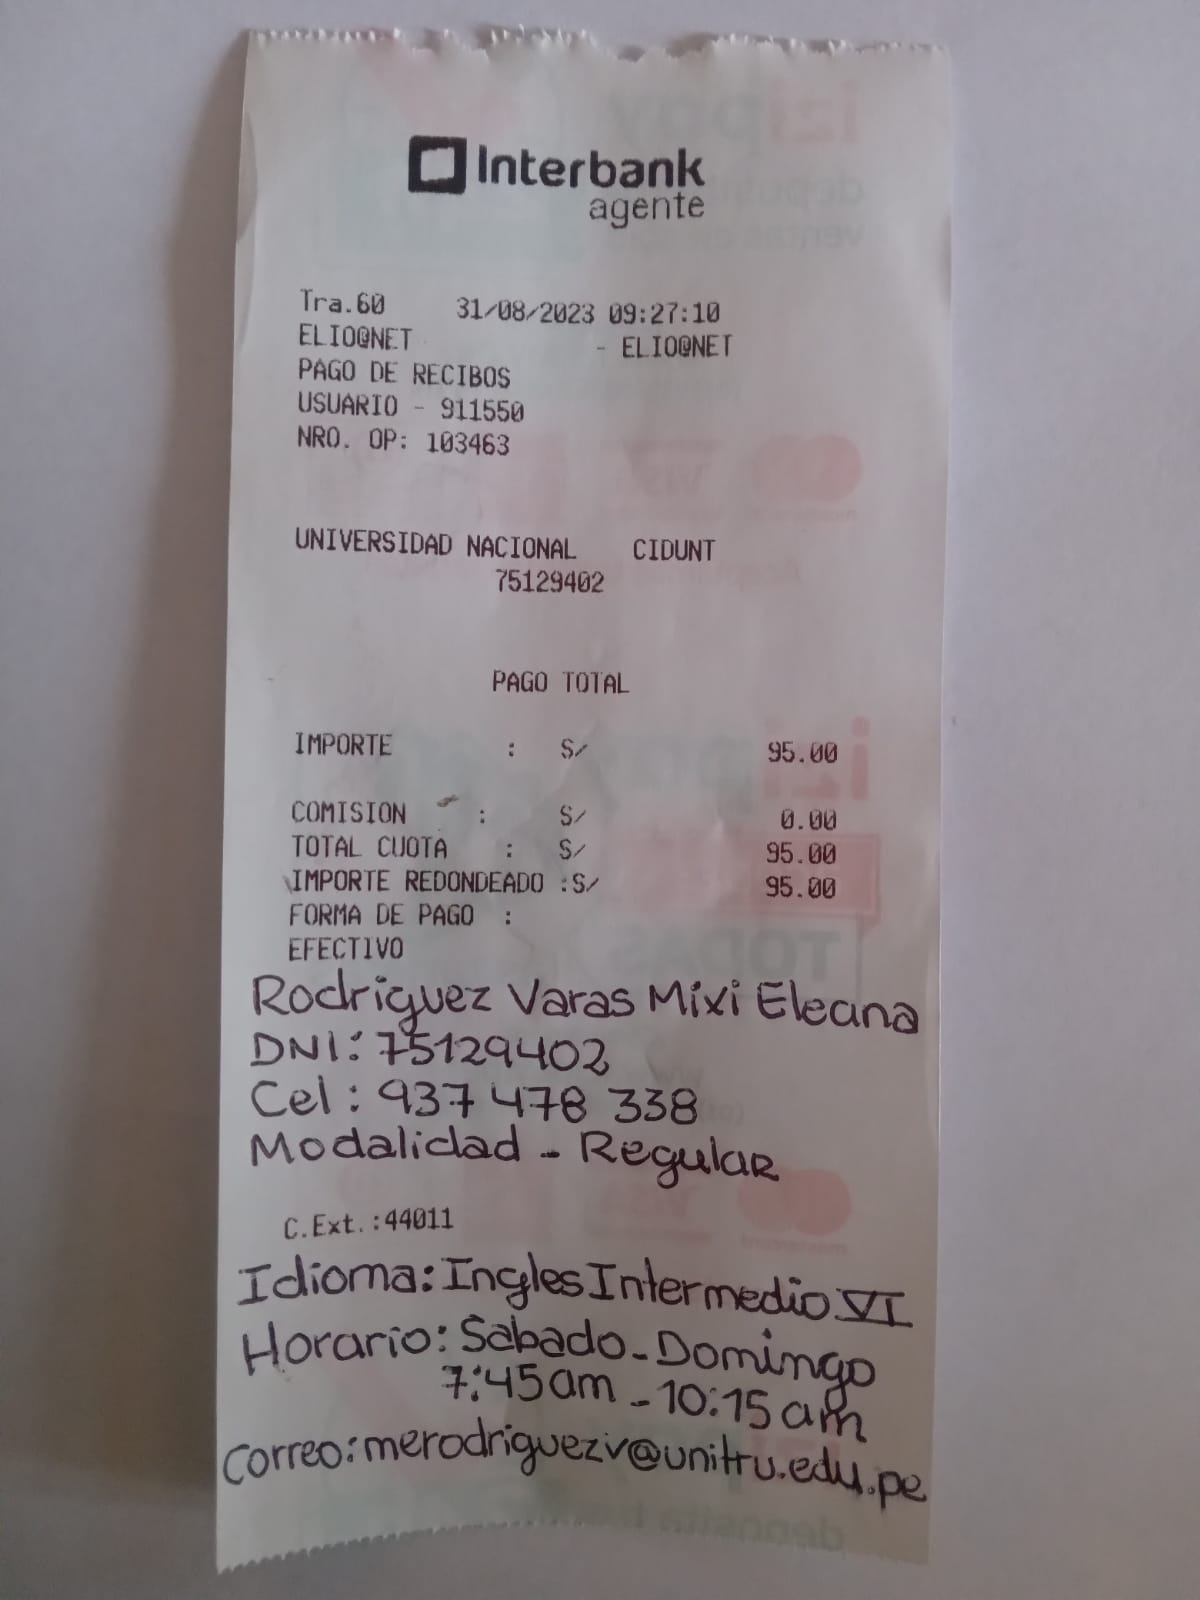 Interbank
agente
Tra.60 31/08/2023 09:27:10
ELIO@NET - ELIO@NET
PAGO DE RECIBOS
USUARIO - 911550
NRO. OP: 103463
UNIVERSIDAD NACIONAL CIDUNT
75129402
PAGO TOTAL
IMPORTE : S/ 95.00
COMISION : S/ 0.00
TOTAL CUOTA : S/ 95.00
IMPORTE REDONDEADO :S/ 95.00
FORMA DE PAGO :
EFECTIVO
Rodriguez Varas Mixi Eleana
DNI: 75129402
Cel: 937 478 338
Modalidad - Regular
C.Ext.:44011
Idioma: Ingles Intermedio VI
Horario: Sábado - Domingo
7:45am - 10:15am
Correo: merodriguezv@unitru.edu.pe